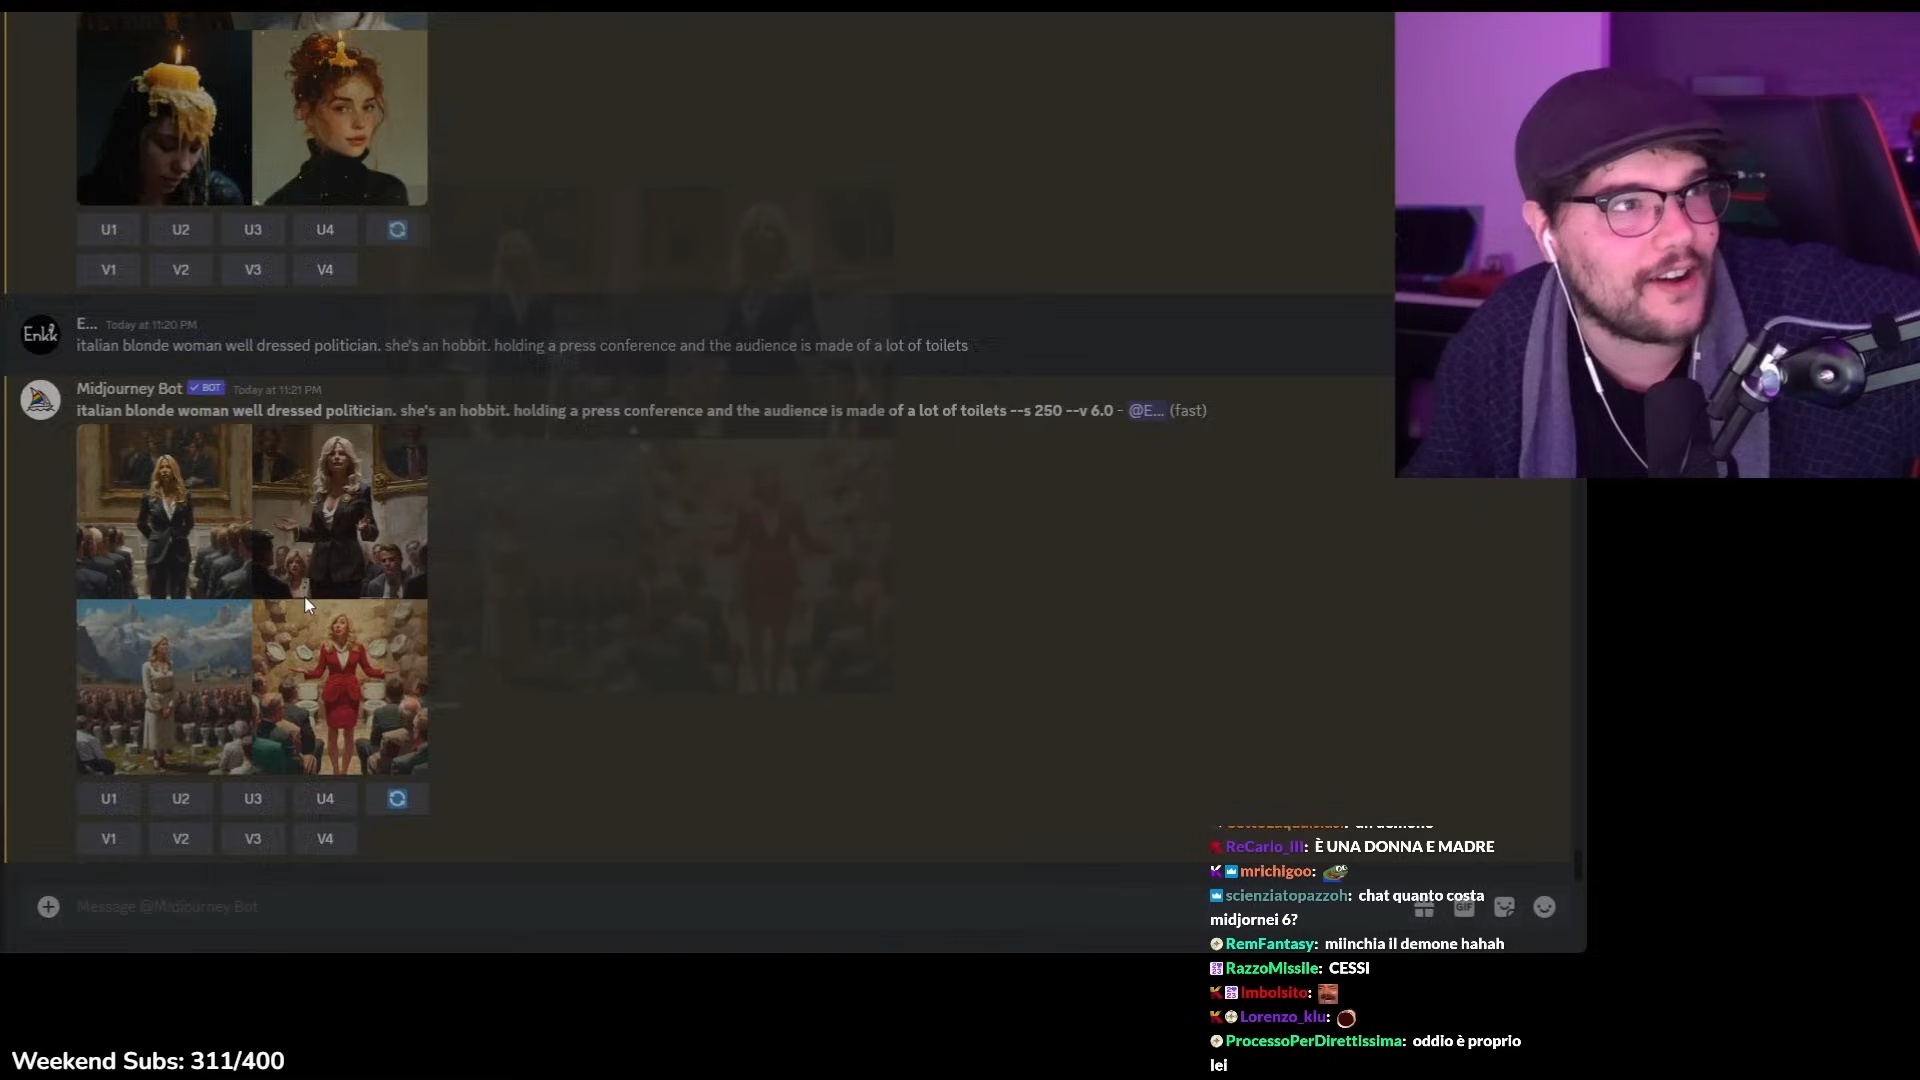 U1 U2 U3 U4
V1 V2 V3 V4
Enkk
E... Today at 11:20 PM
italian blonde woman well dressed politician. she's an hobbit. holding a press conference and the audience is made of a lot of toilets
Midjourney Bot ✓ BOT Today at 11:21 PM
italian blonde woman well dressed politician. she's an hobbit. holding a press conference and the audience is made of a lot of toilets --s 250 --v 6.0 - @E... (fast)
U1 U2 U3 U4
V1 V2 V3 V4
Message @Midjourney Bot
GIF
ReCarlo_III: È UNA DONNA E MADRE
mrichigoo:
scienziatopazzoh: chat quanto costa
midjornei 6?
RemFantasy: miinchia il demone hahah
RazzoMissile: CESSI
Imbolsito:
Lorenzo_klu:
ProcessoPerDirettissima: oddio è proprio
lei
Weekend Subs: 311/400